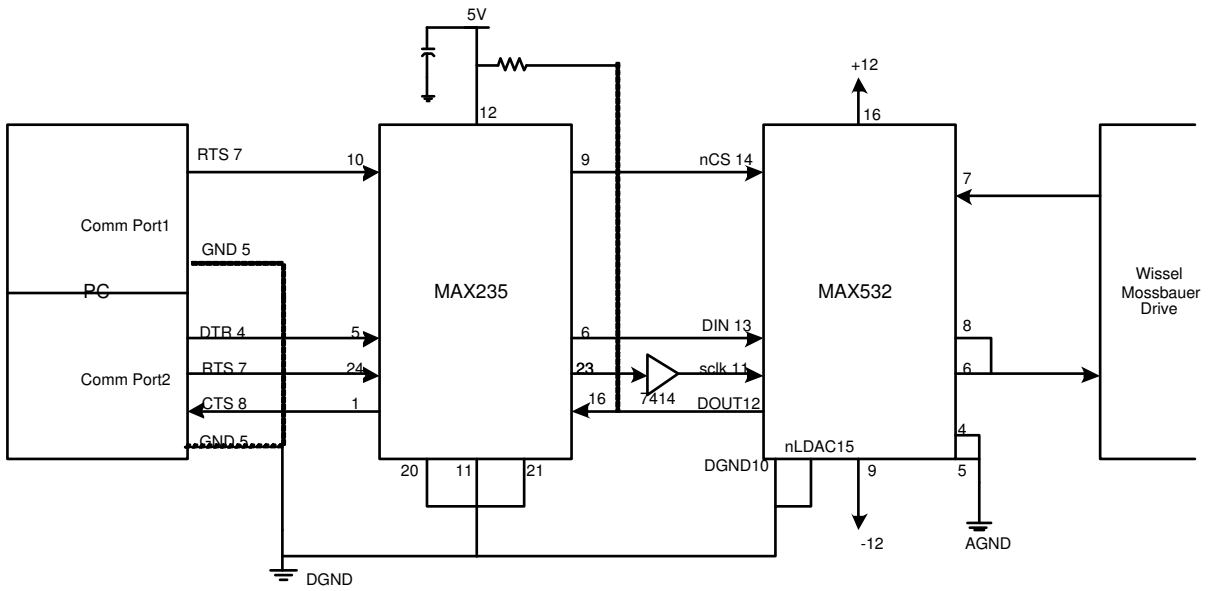 5V
+12
12
16
RTS 7
10
9
nCS 14
7
Comm Port1
GND 5
PC
MAX235
MAX532
Wissel
Mossbauer
Drive
DTR 4
5
6
DIN 13
8
RTS 7
24
23
sclk 11
6
Comm Port2
7414
CTS 8
1
16
DOUT12
GND 5
4
nLDAC15
20
11
21
DGND10
9
5
-12
AGND
DGND